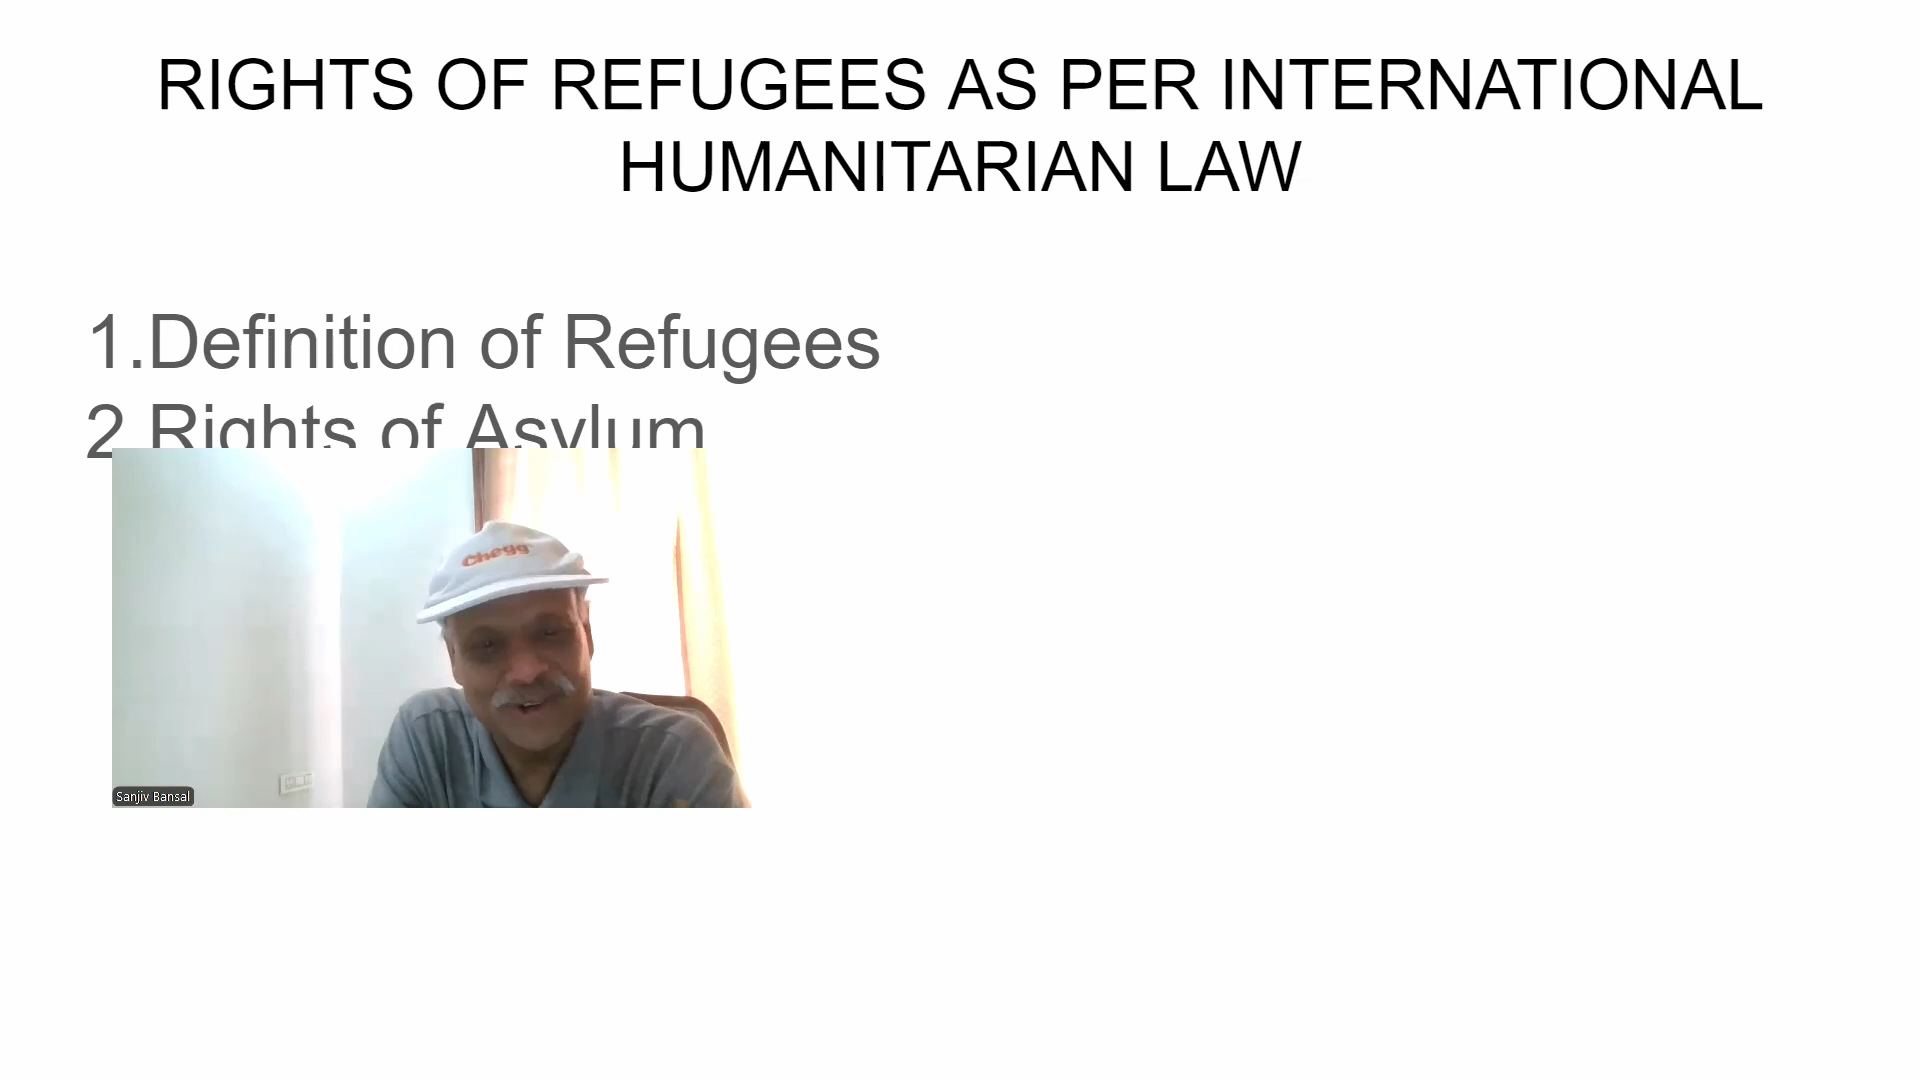 RIGHTS OF REFUGEES AS PER INTERNATIONAL
HUMANITARIAN LAW
1.Definition of Refugees
2.Rights of Asylum
Chegg
Sanjiv Bansal